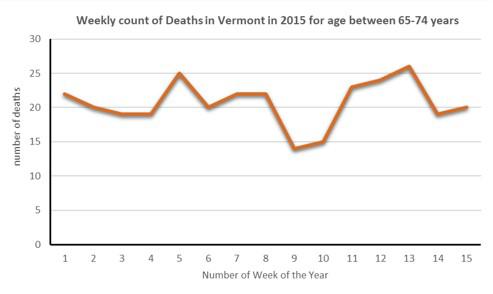 Weekly count of Deaths in Vermont in 2015 for age between 65-74 years
30
25
20
15
10
5
0
number of deaths
1 2 3 4 5 6 7 8 9 10 11 12 13 14 15
Number of Week of the Year